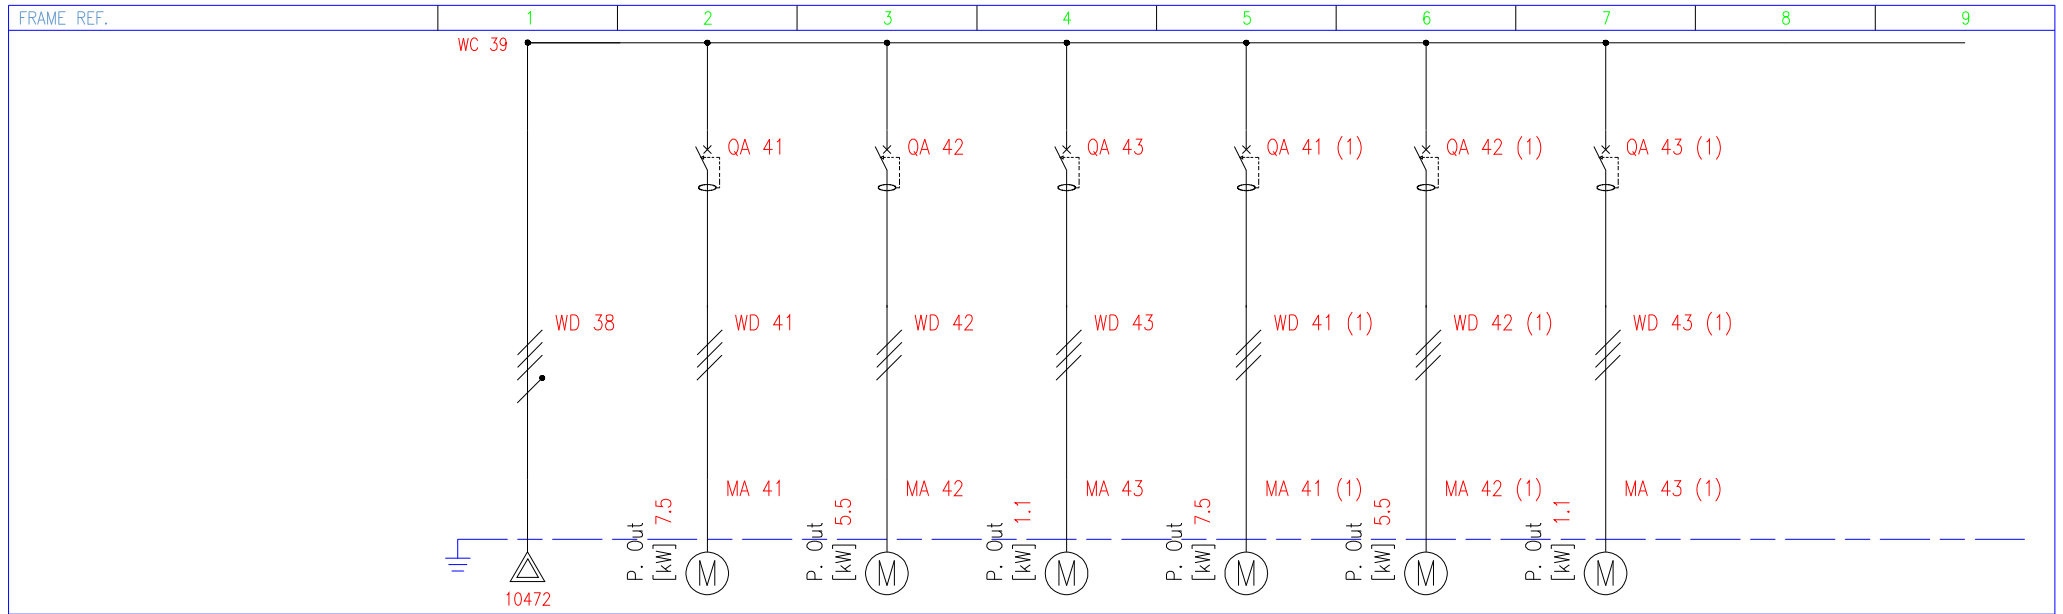 FRAME REF. 1 2 3 4 5 6 7 8 9
WC 39
QA 41 QA 42 QA 43 QA 41 (1) QA 42 (1) QA 43 (1)
WD 38 WD 41 WD 42 WD 43 WD 41 (1) WD 42 (1) WD 43 (1)
MA 41 MA 42 MA 43 MA 41 (1) MA 42 (1) MA 43 (1)
P. Out
[kW] 7.5
P. Out
[kW] 5.5
P. Out
[kW] 1.1
P. Out
[kW] 7.5
P. Out
[kW] 5.5
P. Out
[kW] 1.1
M M M M M M
10472